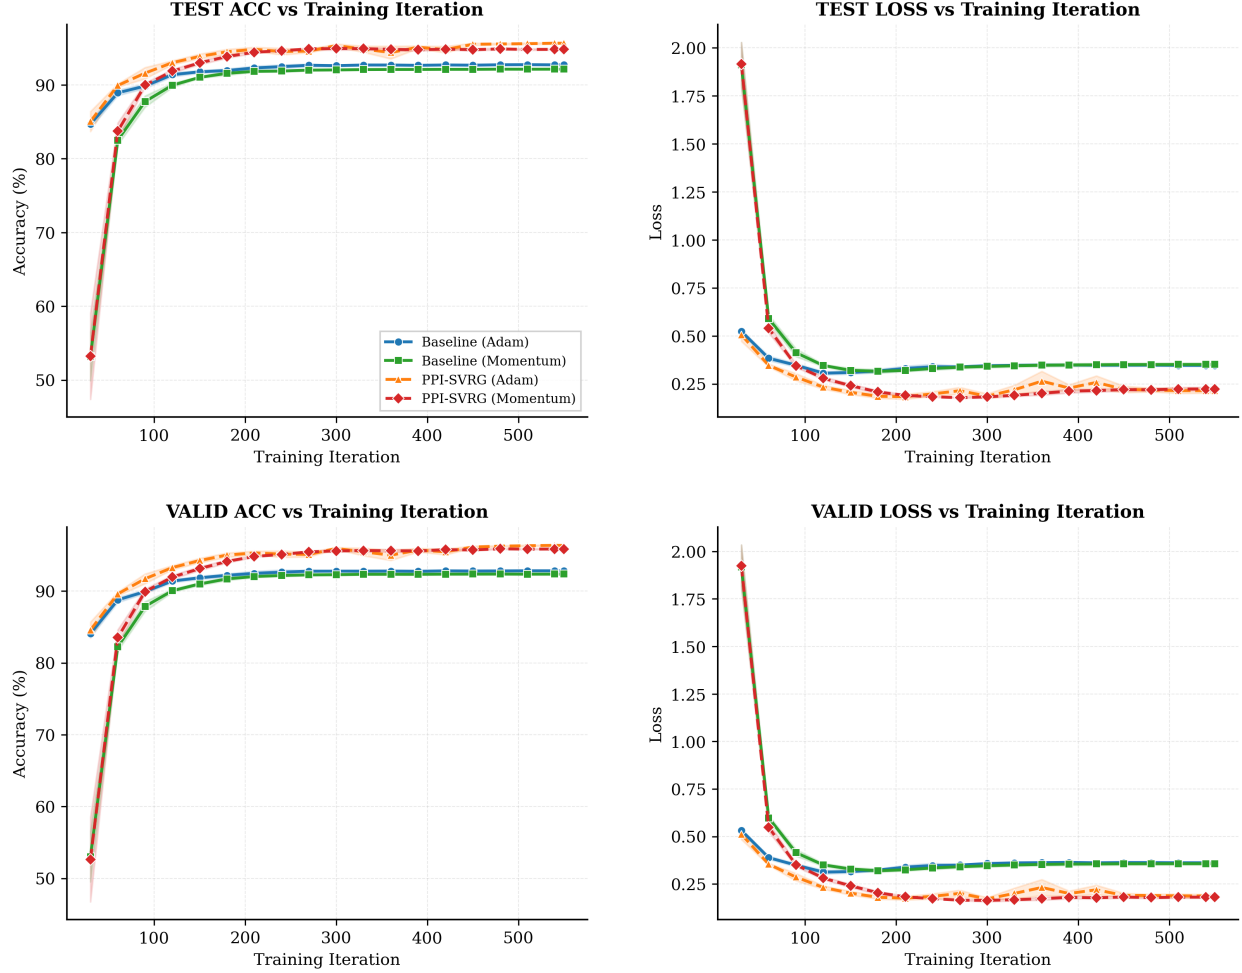 TEST ACC vs Training Iteration
Accuracy (%)
90
80
70
60
50
100 200 300 400 500
Training Iteration
Baseline (Adam)
Baseline (Momentum)
PPI-SVRG (Adam)
PPI-SVRG (Momentum)
TEST LOSS vs Training Iteration
Loss
2.00
1.75
1.50
1.25
1.00
0.75
0.50
0.25
100 200 300 400 500
Training Iteration
VALID ACC vs Training Iteration
Accuracy (%)
90
80
70
60
50
100 200 300 400 500
Training Iteration
VALID LOSS vs Training Iteration
Loss
2.00
1.75
1.50
1.25
1.00
0.75
0.50
0.25
100 200 300 400 500
Training Iteration